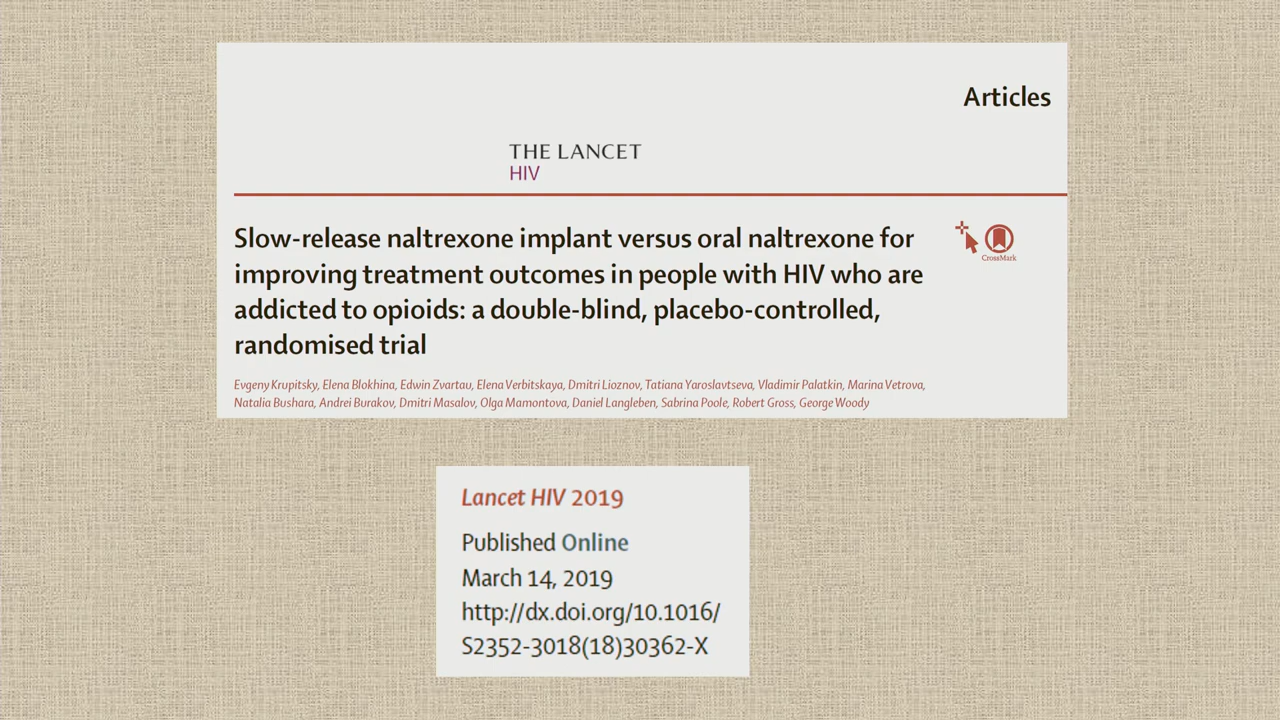 Articles
THE LANCET
HIV
Slow-release naltrexone implant versus oral naltrexone for
improving treatment outcomes in people with HIV who are
addicted to opioids: a double-blind, placebo-controlled,
randomised trial
CrossMark
Evgeny Krupitsky, Elena Blokhina, Edwin Zvartau, Elena Verbitskaya, Dmitri Lioznov, Tatiana Yaroslavtseva, Vladimir Palatkin, Marina Vetrova,
Natalia Bushara, Andrei Burakov, Dmitri Masalov, Olga Mamontova, Daniel Langleben, Sabrina Poole, Robert Gross, George Woody
Lancet HIV 2019
Published Online
March 14, 2019
http://dx.doi.org/10.1016/
S2352-3018(18)30362-X